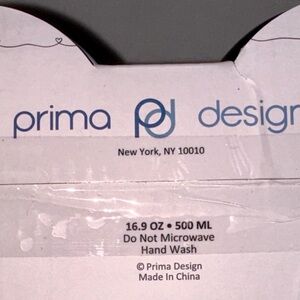 prima pd design
New York, NY 10010
16.9 OZ • 500 ML
Do Not Microwave
Hand Wash
© Prima Design
Made In China